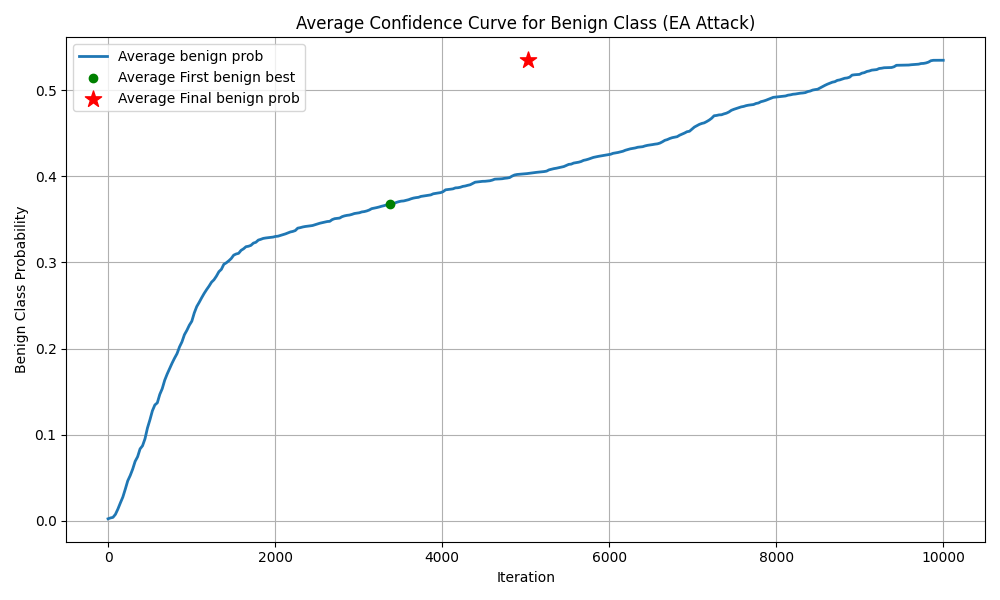 Average Confidence Curve for Benign Class (EA Attack)
Average benign prob
Average First benign best
Average Final benign prob
Benign Class Probability
0.5
0.4
0.3
0.2
0.1
0.0
0 2000 4000 6000 8000 10000
Iteration